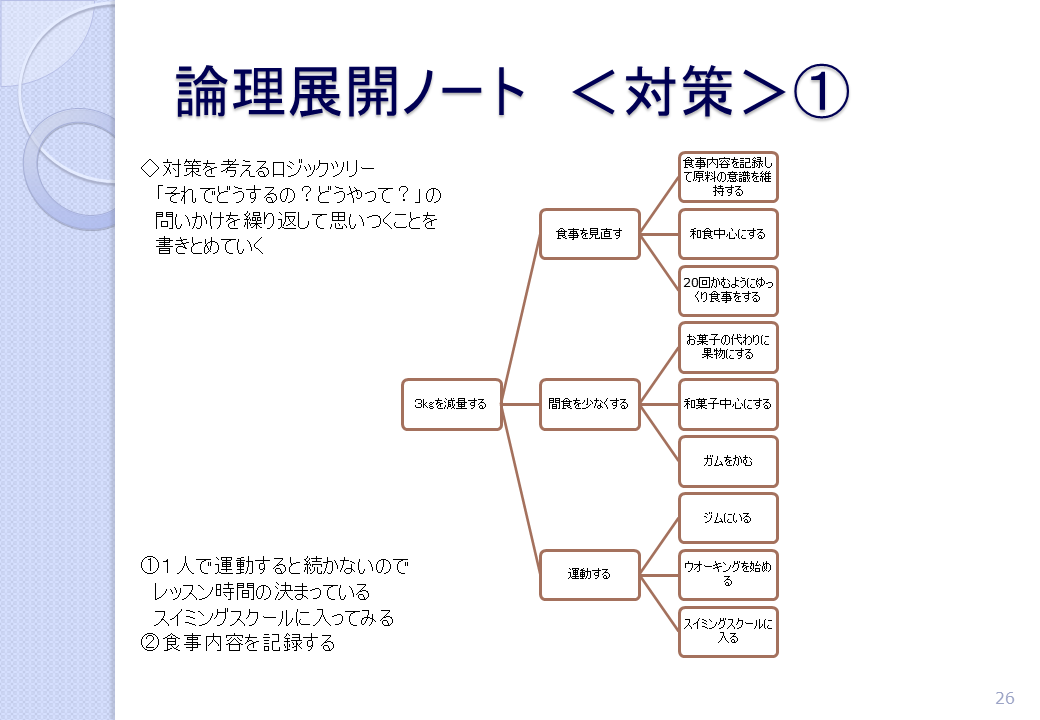 論理展開ノート　＜対策＞①
◇対策を考えるロジックツリー
「それでどうするの？どうやって？」の
問いかけを繰り返して思いつくことを
書きとめていく
3kgを減量する
食事を見直す
食事内容を記録し
て原料の意識を維
持する
和食中心にする
20回かむようにゆっ
くり食事をする
間食を少なくする
お菓子の代わりに
果物にする
和菓子中心にする
ガムをかむ
運動する
ジムにいる
ウオーキングを始め
る
スイミングスクールに
入る
①１人で運動すると続かないので
レッスン時間の決まっている
スイミングスクールに入ってみる
②食事内容を記録する
26